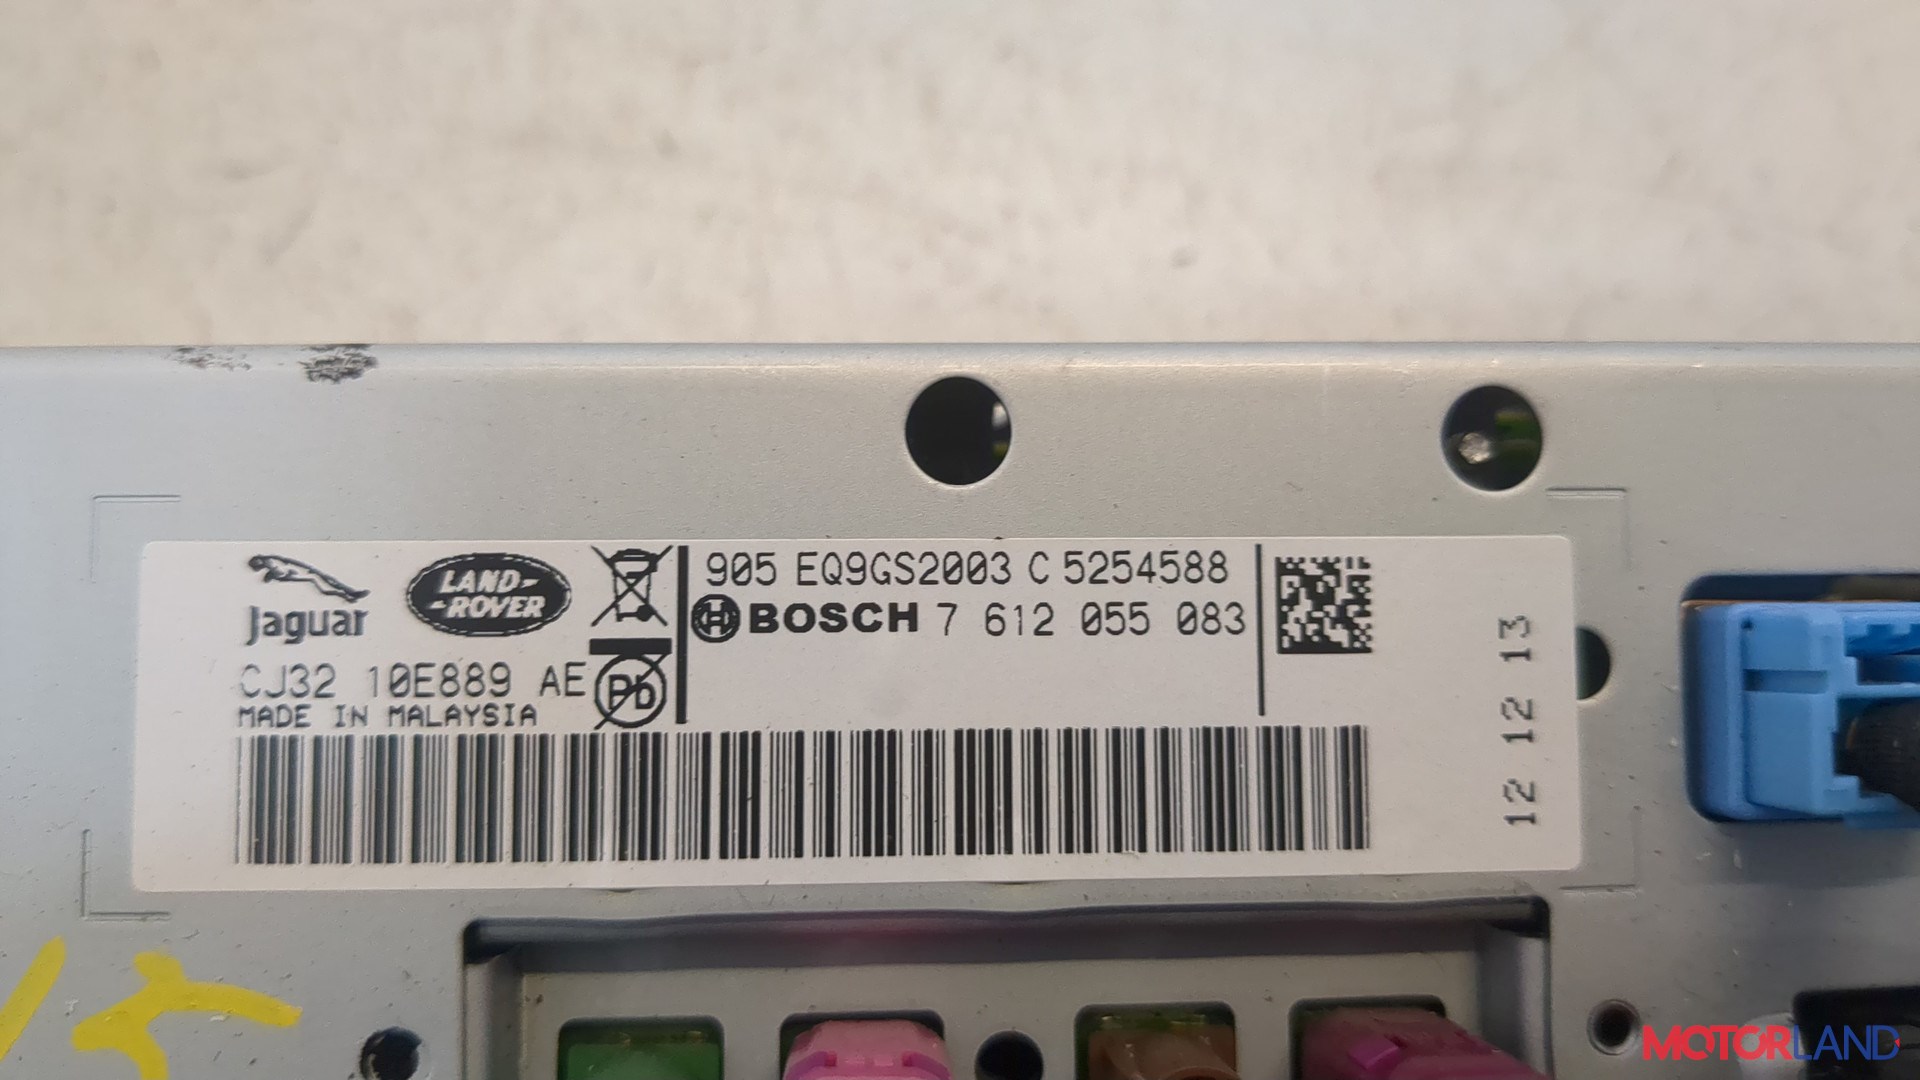 Jaguar
LAND-
-ROVER
CJ32 10E889 AE
MADE IN MALAYSIA
Pb
905 EQ9GS2003 C 5254588
BOSCH 7 612 055 083
12 12 13
MOTORLAND